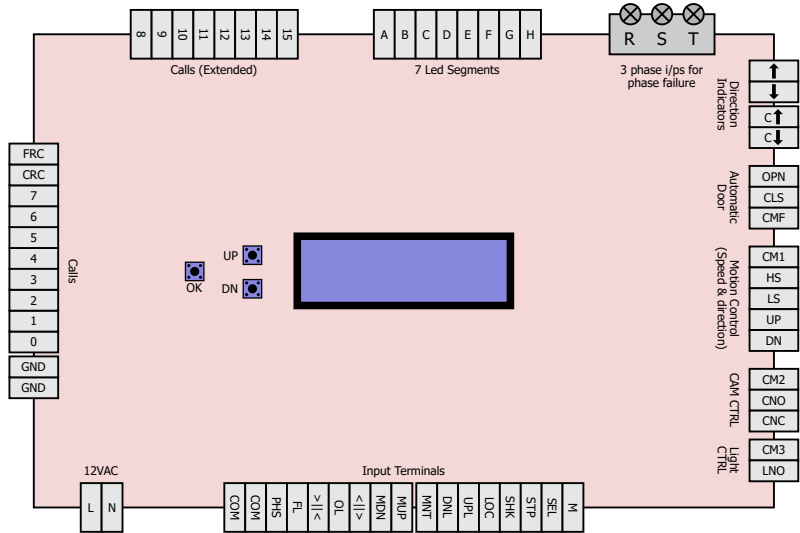 8
9
10
11
12
13
14
15
Calls (Extended)
A B C D E F G H
7 Led Segments
R S T
3 phase i/ps for
phase failure
Direction
Indicators
↑
↓
C↑
C↓
FRC
CRC
7
6
5
4
3
2
1
0
GND
GND
Calls
UP
OK
DN
OPN
CLS
CMF
Automatic
Door
CM1
HS
LS
UP
DN
Motion Control
(Speed & direction)
CM2
CNO
CNC
CAM CTRL
CM3
LNO
Light
CTRL
12VAC
L N
Input Terminals
COM
COM
PHS
FL
>||<
OL
<||>
MDN
MUP
MNT
DNL
UPL
LOC
SHK
STP
SEL
M